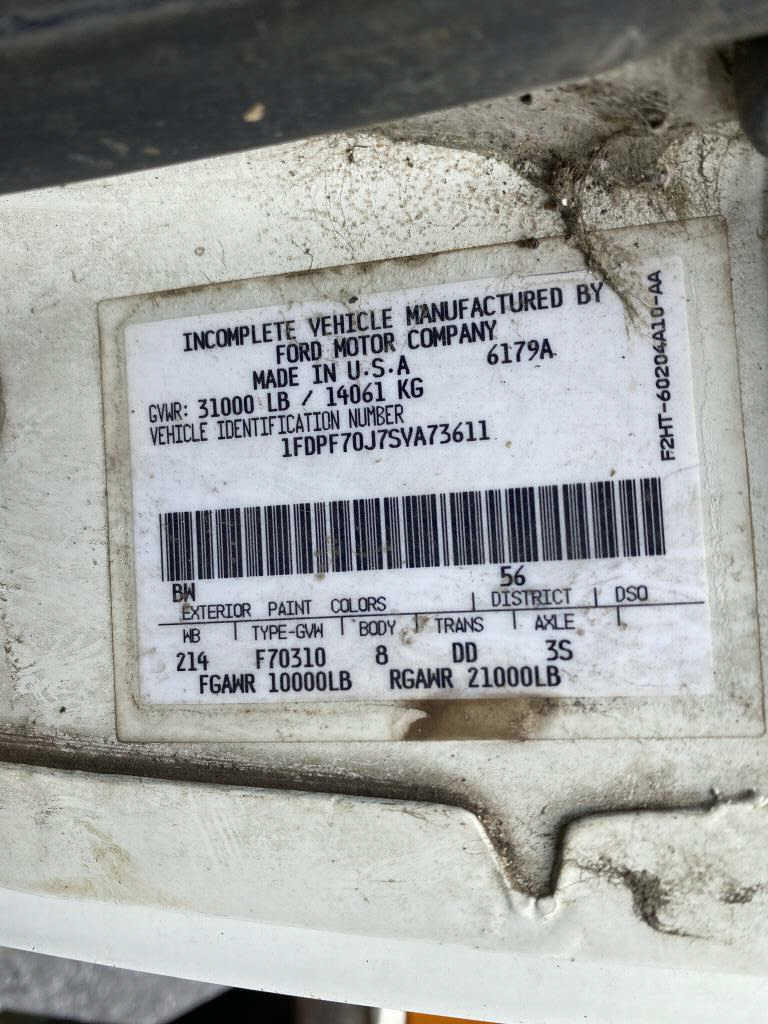 INCOMPLETE VEHICLE MANUFACTURED BY
FORD MOTOR COMPANY
MADE IN U.S.A 6179A
GVWR: 31000 LB / 14061 KG
VEHICLE IDENTIFICATION NUMBER
1FDPF70J7SVA73611
F2HT-60204A10-AA
BW 56
EXTERIOR PAINT COLORS DISTRICT DSO
WB TYPE-GVW BODY TRANS AXLE
214 F70310 8 DD 3S
FGAWR 10000LB RGAWR 21000LB